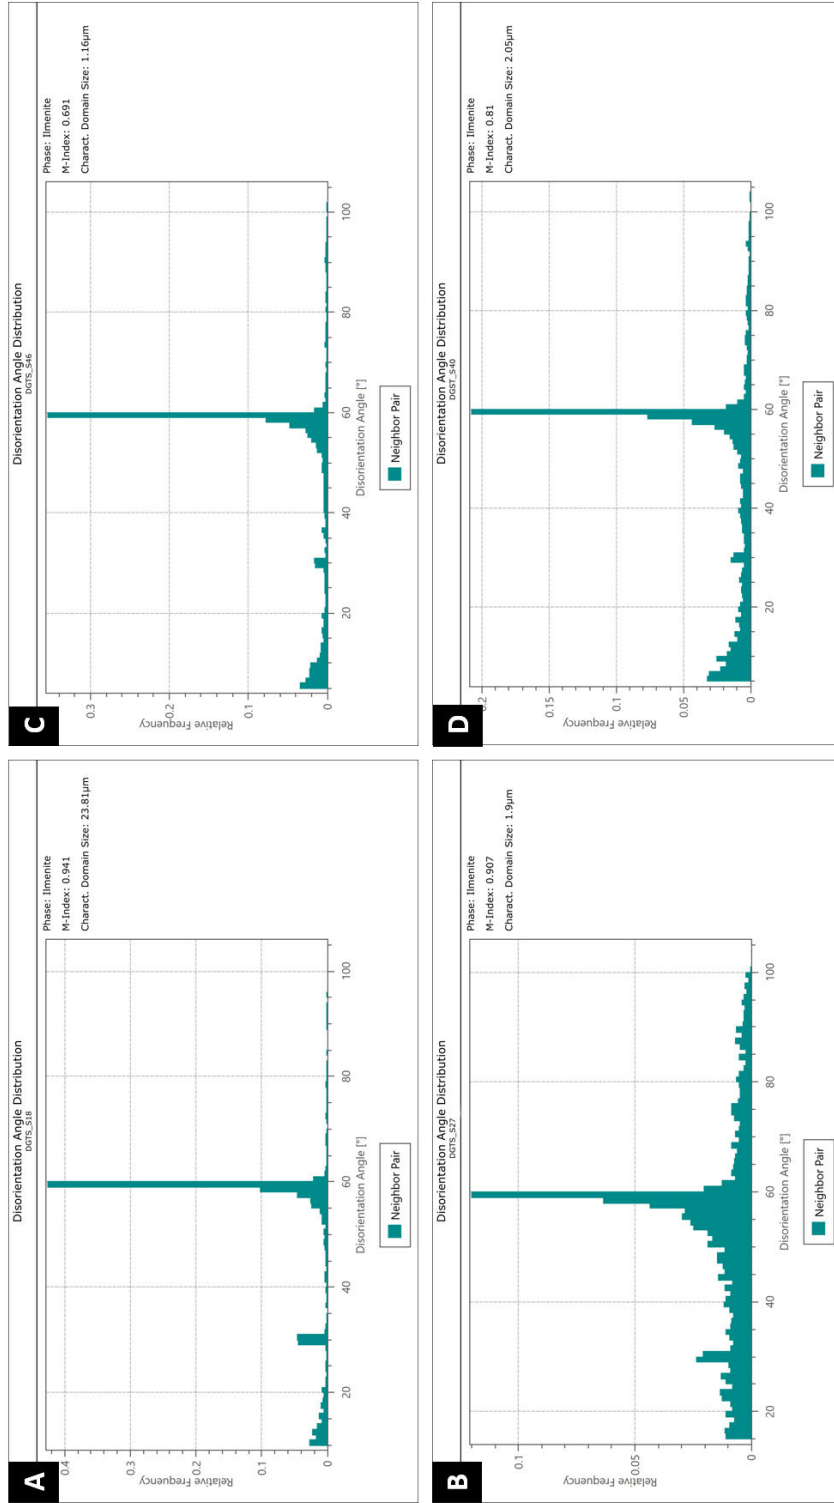 A
Disorientation Angle Distribution
DGTS_S18
Phase: Ilmenite
M-Index: 0.941
Charact. Domain Size: 23.81µm
Relative Frequency
0.4
0.3
0.2
0.1
0
20 40 60 80 100
Disorientation Angle [°]
Neighbor Pair
B
Disorientation Angle Distribution
DGTS_S27
Phase: Ilmenite
M-Index: 0.907
Charact. Domain Size: 1.9µm
Relative Frequency
0.1
0.05
0
20 40 60 80 100
Disorientation Angle [°]
Neighbor Pair
C
Disorientation Angle Distribution
DGTS_S46
Phase: Ilmenite
M-Index: 0.691
Charact. Domain Size: 1.16µm
Relative Frequency
0.3
0.2
0.1
0
20 40 60 80 100
Disorientation Angle [°]
Neighbor Pair
D
Disorientation Angle Distribution
DGST_S40
Phase: Ilmenite
M-Index: 0.81
Charact. Domain Size: 2.05µm
Relative Frequency
0.2
0.15
0.1
0.05
0
20 40 60 80 100
Disorientation Angle [°]
Neighbor Pair